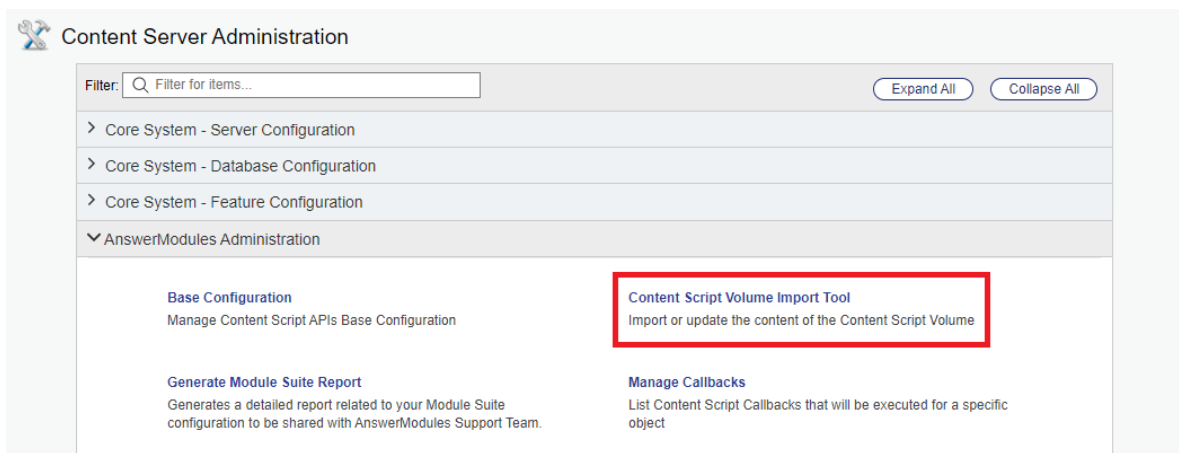 Content Server Administration
Filter: Filter for items...
Expand All
Collapse All
Core System - Server Configuration
Core System - Database Configuration
Core System - Feature Configuration
AnswerModules Administration
Base Configuration
Manage Content Script APIs Base Configuration
Content Script Volume Import Tool
Import or update the content of the Content Script Volume
Generate Module Suite Report
Generates a detailed report related to your Module Suite
configuration to be shared with AnswerModules Support Team.
Manage Callbacks
List Content Script Callbacks that will be executed for a specific
object